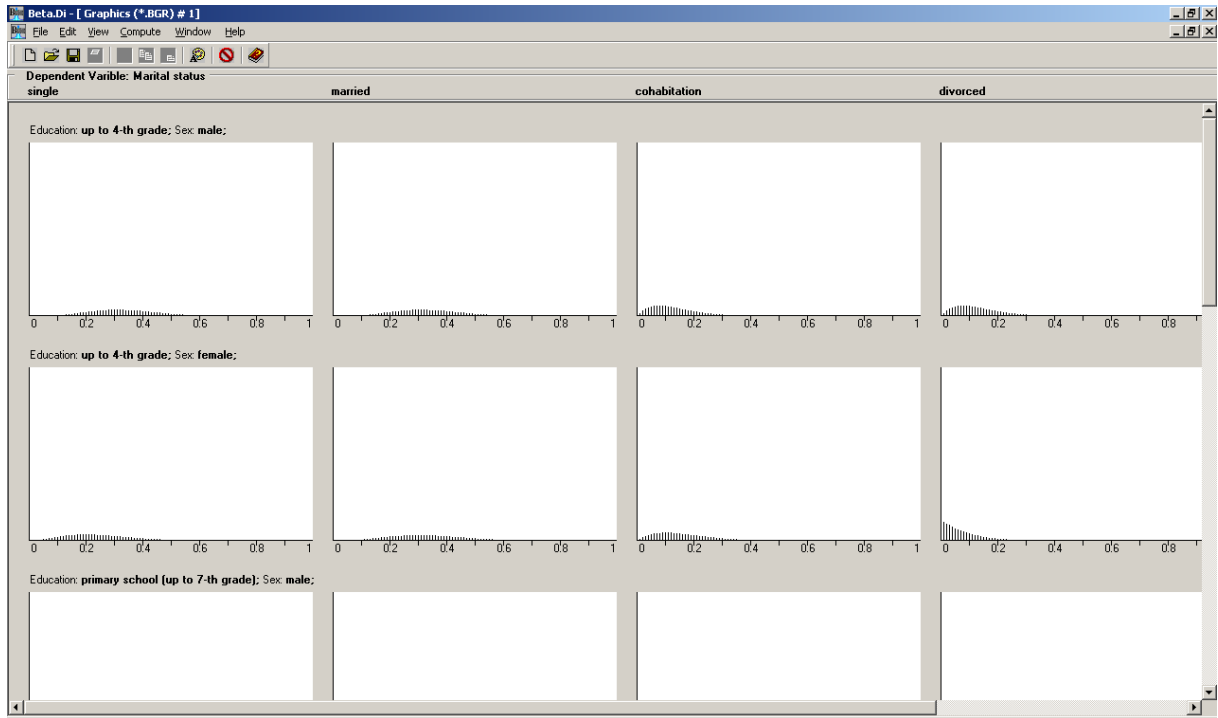 Beta.Di - [ Graphics (*.BGR) # 1]
File Edit View Compute Window Help
Dependent Varible: Marital status
single married cohabitation divorced
Education: up to 4-th grade; Sex: male;
0 0.2 0.4 0.6 0.8 1 0 0.2 0.4 0.6 0.8 1 0 0.2 0.4 0.6 0.8 1 0 0.2 0.4 0.6 0.8
Education: up to 4-th grade; Sex: female;
0 0.2 0.4 0.6 0.8 1 0 0.2 0.4 0.6 0.8 1 0 0.2 0.4 0.6 0.8 1 0 0.2 0.4 0.6 0.8
Education: primary school (up to 7-th grade); Sex: male;